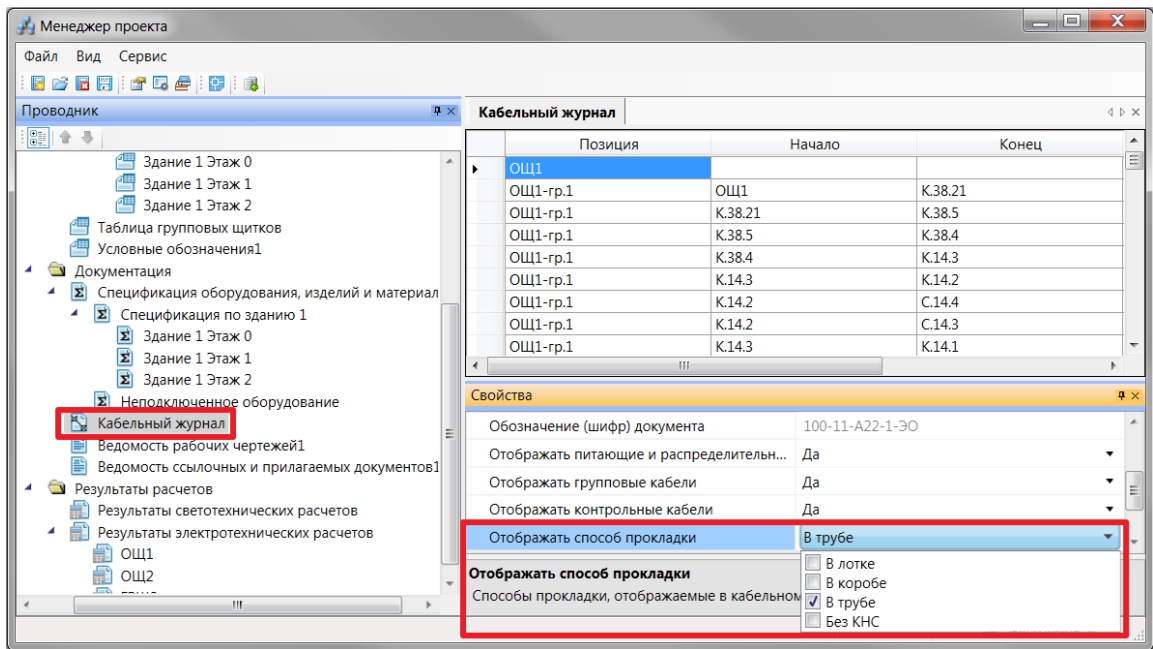 Менеджер проекта
Файл Вид Сервис
Проводник
Здание 1 Этаж 0
Здание 1 Этаж 1
Здание 1 Этаж 2
Таблица групповых щитков
Условные обозначения1
Документация
Спецификация оборудования, изделий и материал
Спецификация по зданию 1
Здание 1 Этаж 0
Здание 1 Этаж 1
Здание 1 Этаж 2
Неподключенное оборудование
Кабельный журнал
Ведомость рабочих чертежей1
Ведомость ссылочных и прилагаемых документов1
Результаты расчетов
Результаты светотехнических расчетов
Результаты электротехнических расчетов
ОЩ1
ОЩ2
Кабельный журнал
Позиция Начало Конец
ОЩ1
ОЩ1-гр.1 ОЩ1 К.38.21
ОЩ1-гр.1 К.38.21 К.38.5
ОЩ1-гр.1 К.38.5 К.38.4
ОЩ1-гр.1 К.38.4 К.14.3
ОЩ1-гр.1 К.14.3 К.14.2
ОЩ1-гр.1 К.14.2 С.14.4
ОЩ1-гр.1 К.14.2 С.14.3
ОЩ1-гр.1 К.14.3 К.14.1
Свойства
Обозначение (шифр) документа 100-11-А22-1-ЭО
Отображать питающие и распределительн... Да
Отображать групповые кабели Да
Отображать контрольные кабели Да
Отображать способ прокладки В трубе
Отображать способ прокладки
Способы прокладки, отображаемые в кабельном
В лотке
В коробе
В трубе
Без КНС